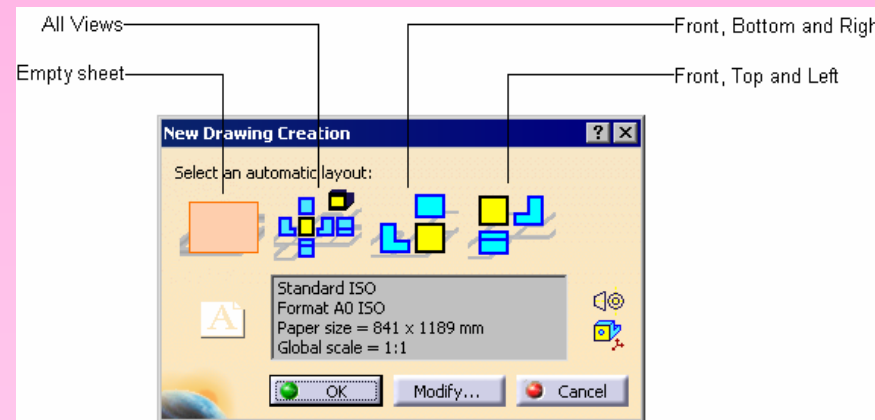 All Views
Front, Bottom and Righ
Empty sheet
Front, Top and Left
New Drawing Creation
Select an automatic layout:
A
Standard ISO
Format A0 ISO
Paper size = 841 x 1189 mm
Global scale = 1:1
OK
Modify...
Cancel